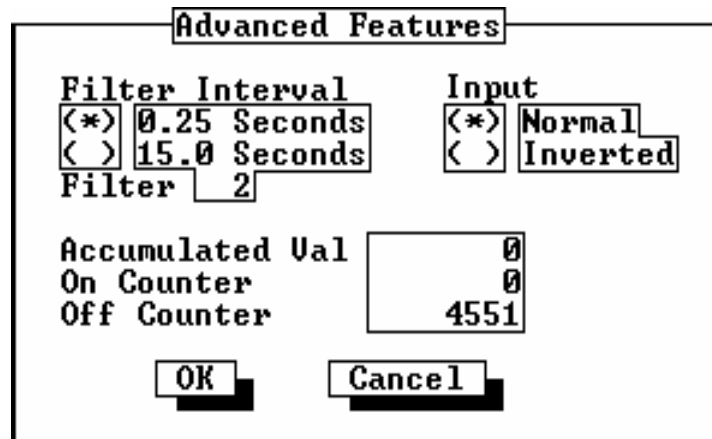 Advanced Features
Filter Interval Input
(*) 0.25 Seconds (*) Normal
( ) 15.0 Seconds ( ) Inverted
Filter 2
Accumulated Val 0
On Counter 0
Off Counter 4551
OK Cancel